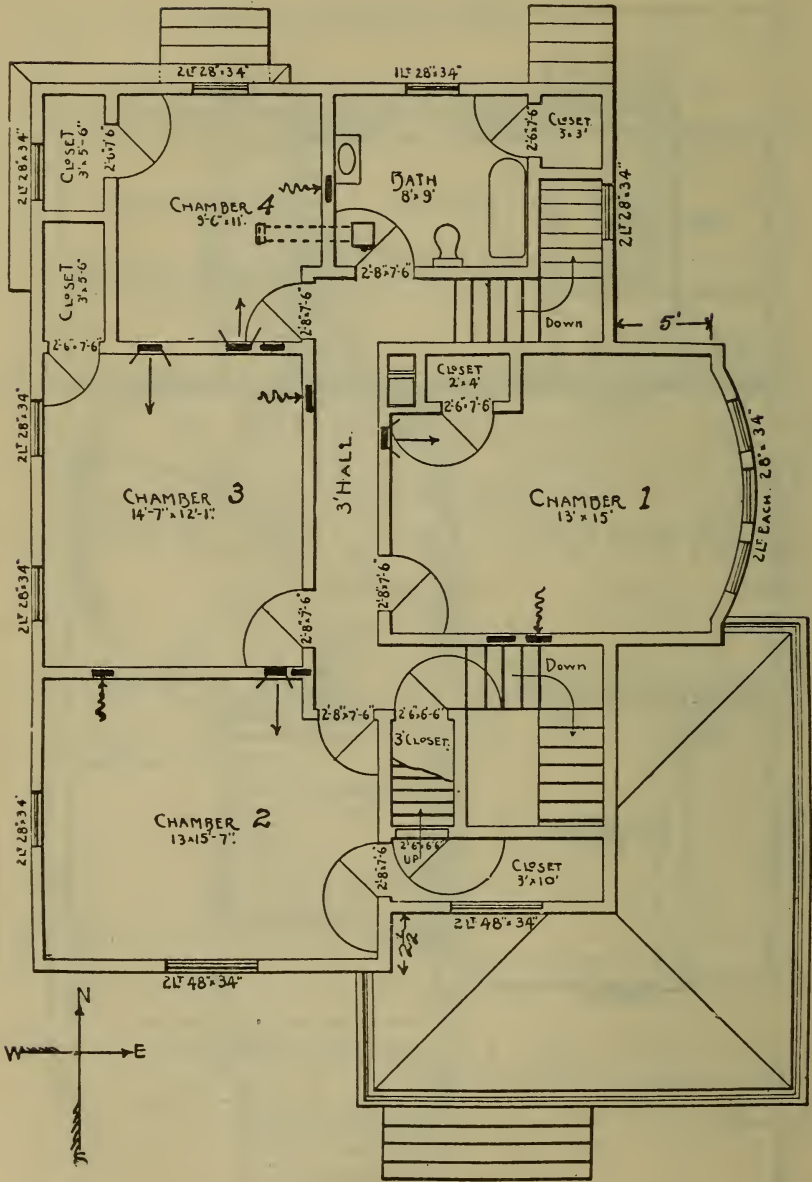 2LT 28"x34"
1LT 28"x34"
CLOSET
3'x5'-6"
2'-6"x7'-6"
2LT 28"x34"
CHAMBER 4
9'-6"x11'
BATH
8'x9'
2'-6"x7'-6"
CLOSET
3'x3'
2LT 28"x34"
CLOSET
3'x5'-6"
2'-6"x7'-6"
2'-8"x7'-6"
2'-8"x7'-6"
Down
5'
CLOSET
2'x4'
2'-6"x7'-6"
2LT 28"x34"
3' HALL.
CHAMBER 3
14'-7"x12'-1"
CHAMBER 1
13'x15'
2LT EACH. 28"x34"
2LT 28"x34"
2'-8"x7'-6"
2'-8"x7'-6"
Down
2'-8"x7'-6"
2'-6"x6'-6"
3' CLOSET.
CHAMBER 2
13x15'-7"
2LT 28"x34"
2'-8"x7'-6"
2'-6"x6'-6"
UP
CLOSET
3'x10'
2LT 48"x34"
2LT 48"x34"
N
W
E